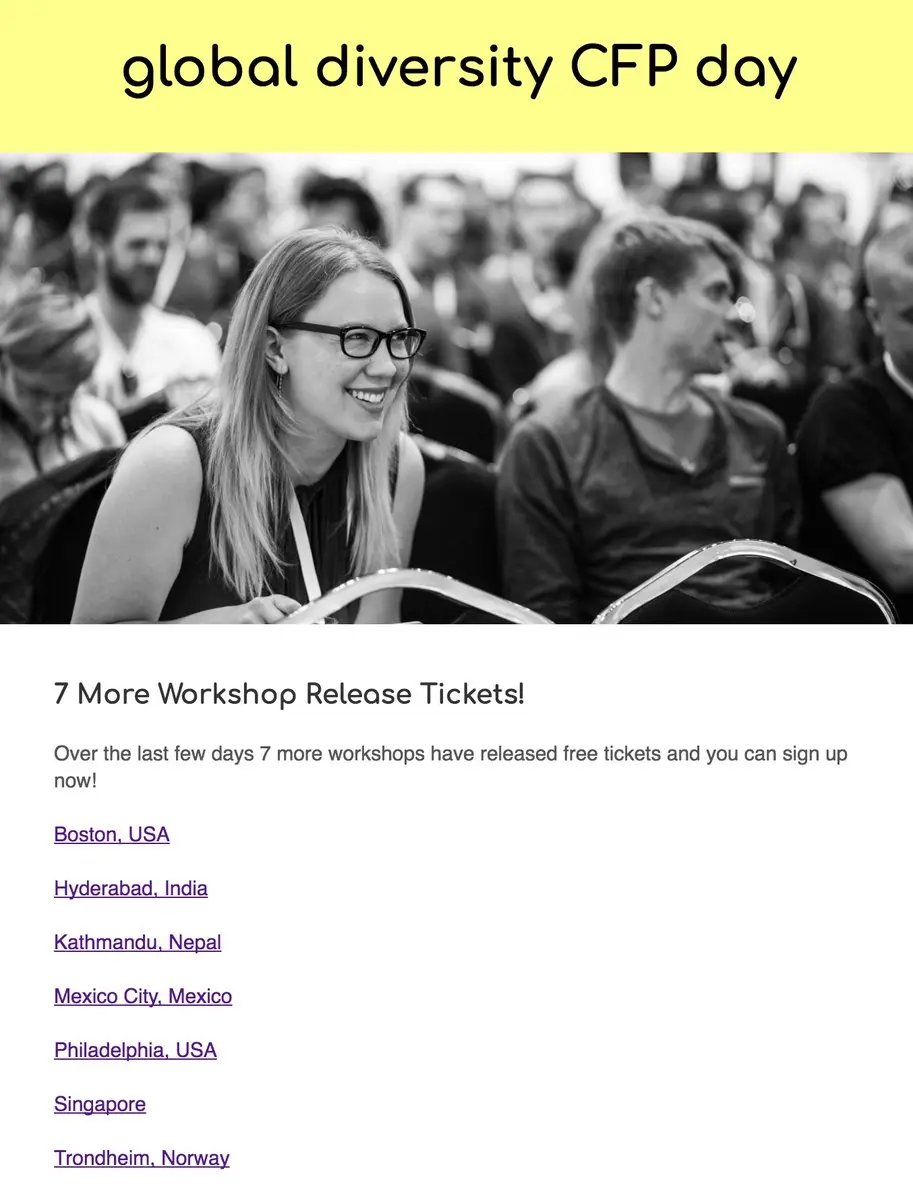 global diversity CFP day
7 More Workshop Release Tickets!
Over the last few days 7 more workshops have released free tickets and you can sign up
now!
Boston, USA
Hyderabad, India
Kathmandu, Nepal
Mexico City, Mexico
Philadelphia, USA
Singapore
Trondheim, Norway